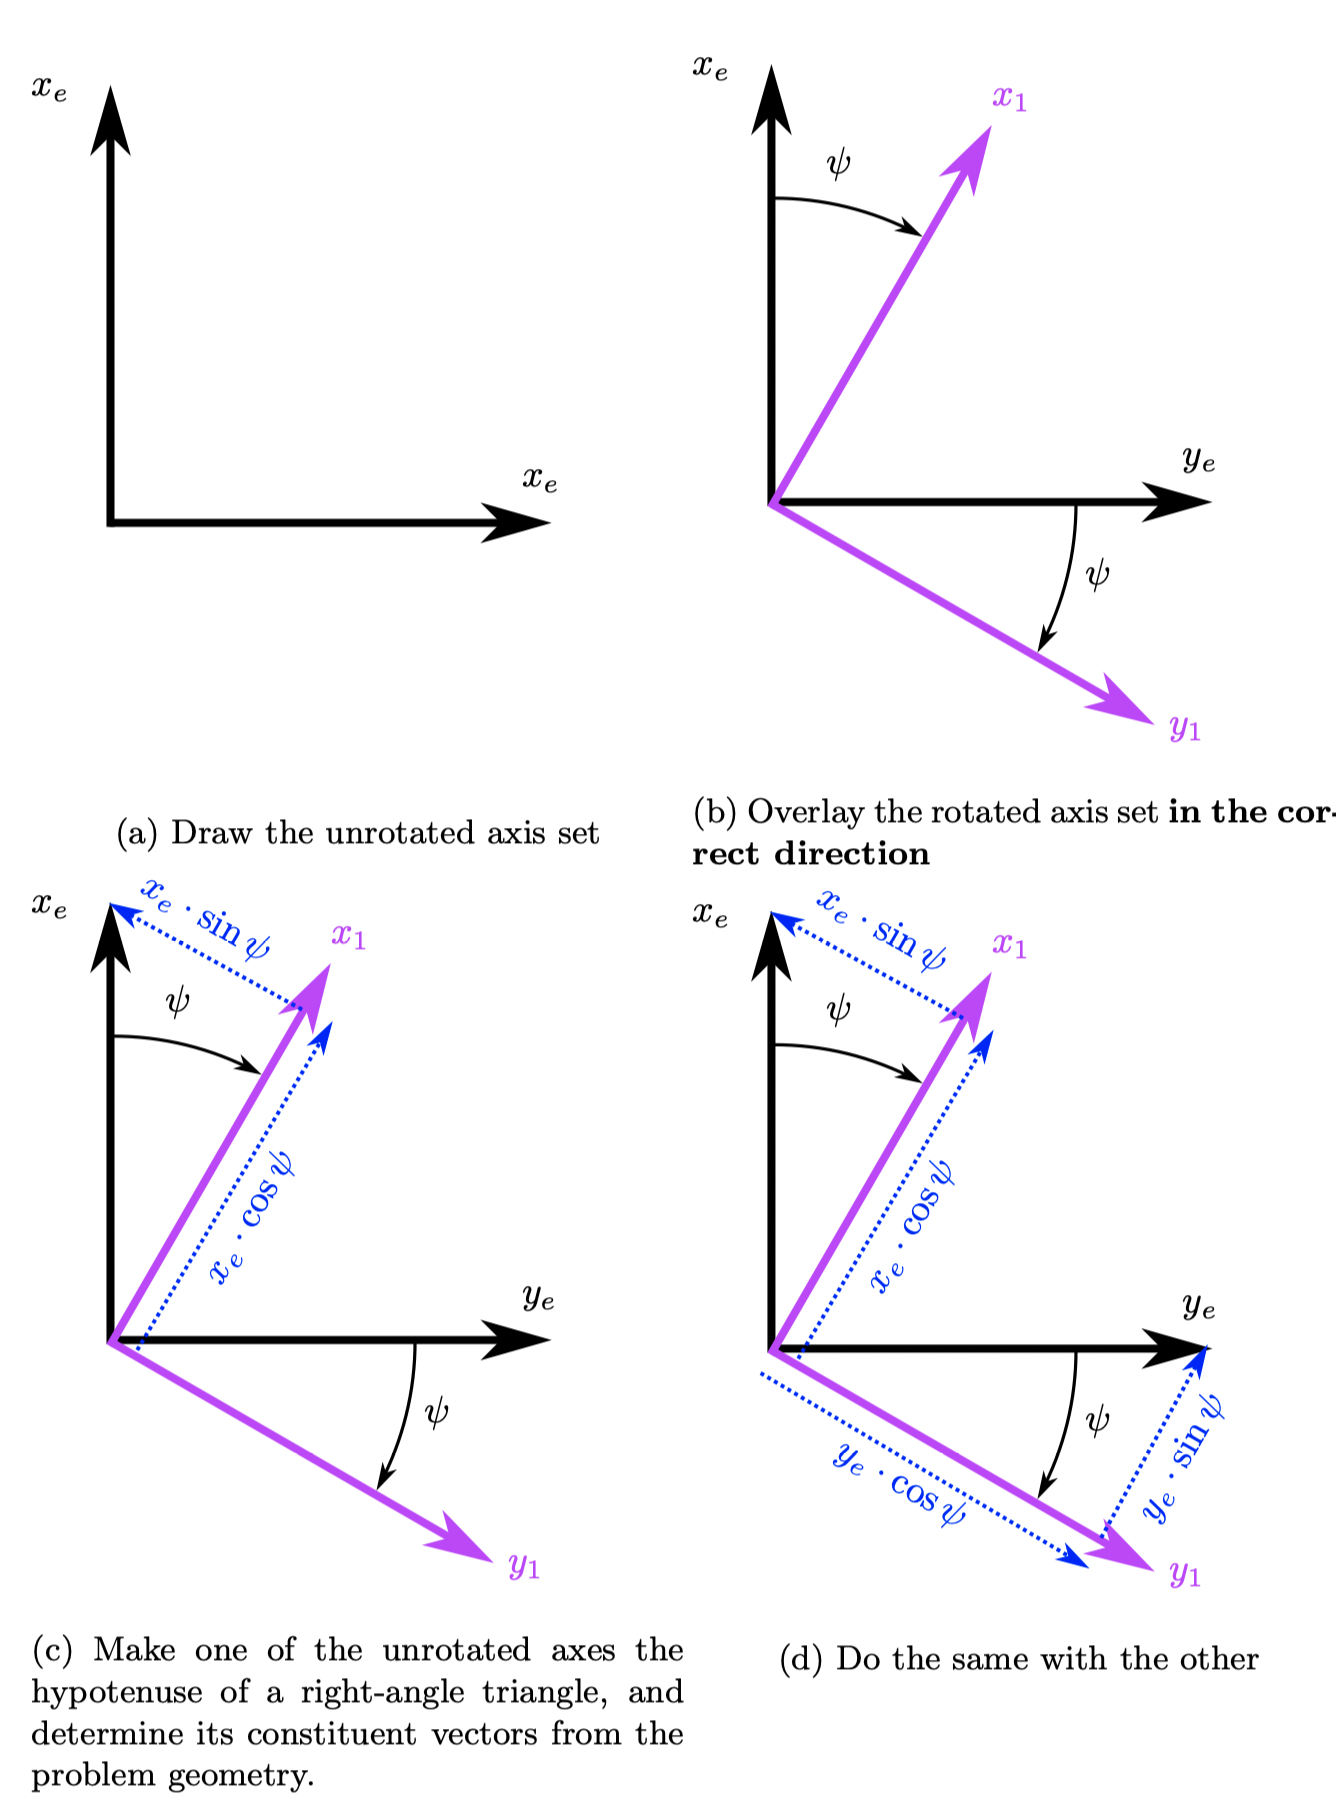 x_e
x_e
(a) Draw the unrotated axis set
x_e
x_1
ψ
y_e
ψ
y_1
(b) Overlay the rotated axis set in the cor-
rect direction
x_e
x_e · sin ψ
x_1
ψ
x_e · cos ψ
y_e
ψ
y_1
(c) Make one of the unrotated axes the
hypotenuse of a right-angle triangle, and
determine its constituent vectors from the
problem geometry.
x_e
x_e · sin ψ
x_1
ψ
x_e · cos ψ
y_e
ψ
y_e · cos ψ
y_e · sin ψ
y_1
(d) Do the same with the other